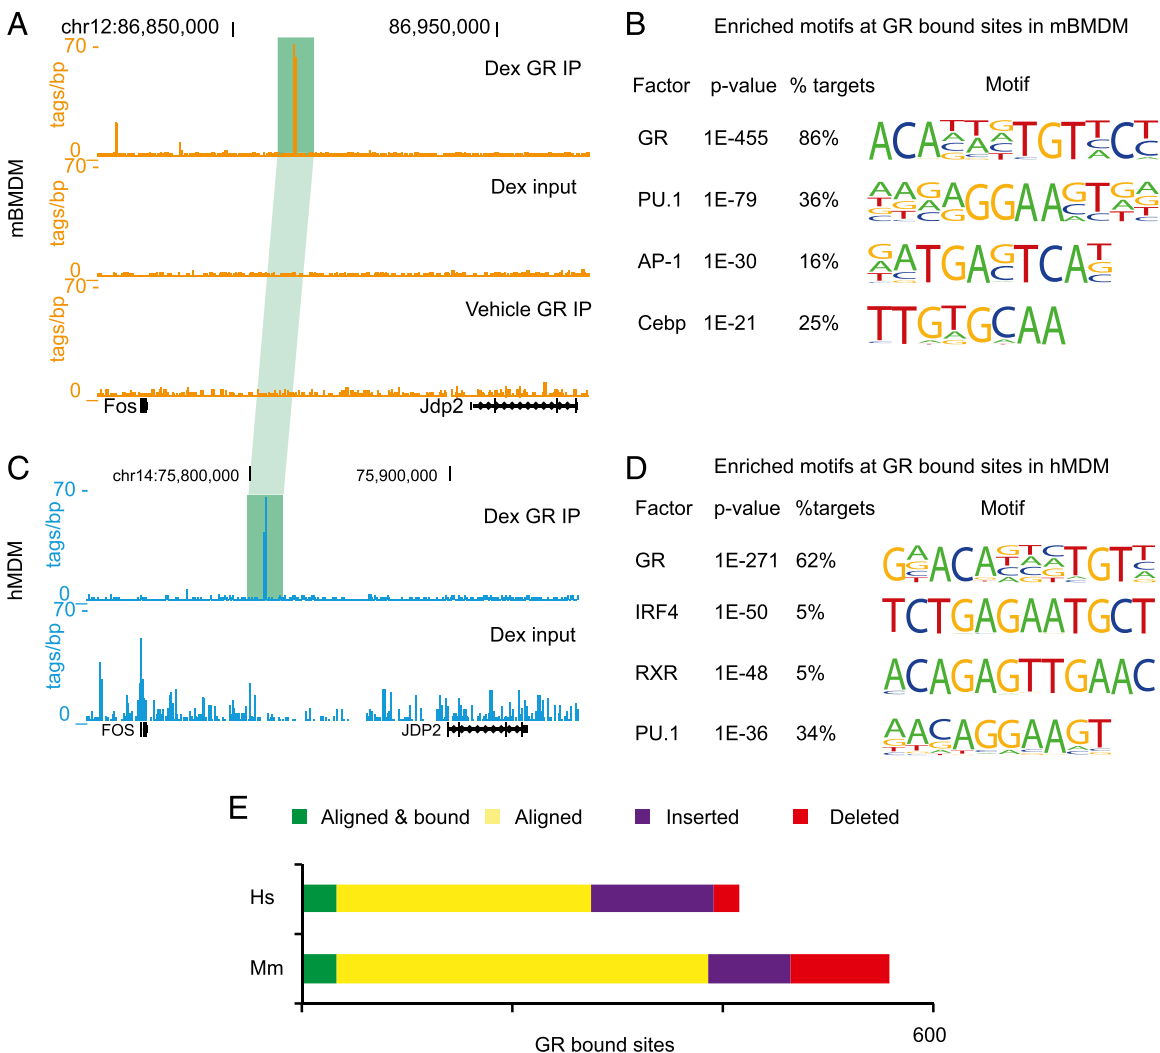 A
chr12:86,850,000
86,950,000
70 -
tags/bp
0 _
Dex GR IP
mBMDM
70 -
tags/bp
0 _
Dex input
70 -
tags/bp
0 _
Vehicle GR IP
Fos
Jdp2
B
Enriched motifs at GR bound sites in mBMDM
Factor p-value % targets Motif
GR 1E-455 86%
PU.1 1E-79 36%
AP-1 1E-30 16%
Cebp 1E-21 25%
C
chr14:75,800,000
75,900,000
70 -
tags/bp
0 _
Dex GR IP
hMDM
70 -
tags/bp
0 _
Dex input
FOS
JDP2
D
Enriched motifs at GR bound sites in hMDM
Factor p-value %targets Motif
GR 1E-271 62%
IRF4 1E-50 5% TCTGAGAATGCT
RXR 1E-48 5% ACAGAGTTGAAC
PU.1 1E-36 34%
E
Aligned & bound Aligned Inserted Deleted
Hs
Mm
600
GR bound sites